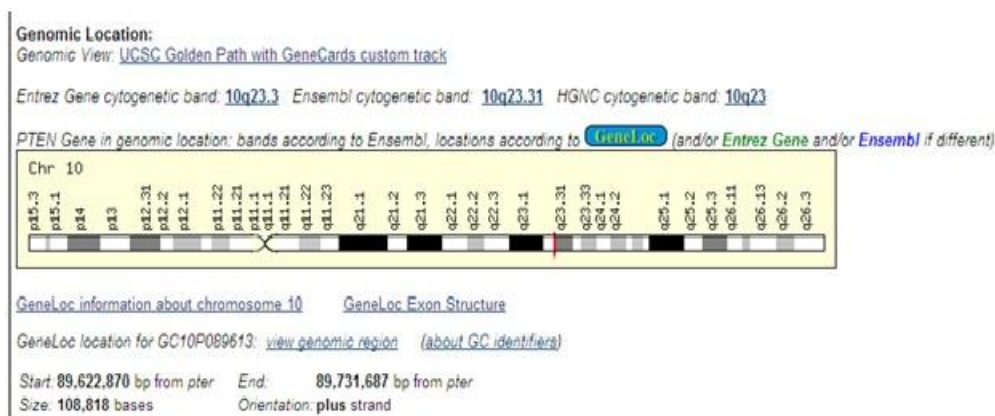 Genomic Location:
Genomic View: UCSC Golden Path with GeneCards custom track
Entrez Gene cytogenetic band: 10q23.3 Ensembl cytogenetic band: 10q23.31 HGNC cytogenetic band: 10q23
PTEN Gene in genomic location: bands according to Ensembl, locations according to GeneLoc (and/or Entrez Gene and/or Ensembl if different)
Chr 10
p15.3 p15.1 p14 p13 p12.31 p12.2 p12.1 p11.22 p11.21 p11.1 q11.1 q11.21 q11.22 q11.23 q21.1 q21.2 q21.3 q22.1 q22.2 q22.3 q23.1 q23.31 q23.33 q24.1 q24.2 q25.1 q25.2 q25.3 q26.11 q26.13 q26.2 q26.3
GeneLoc information about chromosome 10 GeneLoc Exon Structure
GeneLoc location for GC10P089613: view genomic region (about GC identifiers)
Start: 89,622,870 bp from pter End: 89,731,687 bp from pter
Size: 108,818 bases Orientation: plus strand